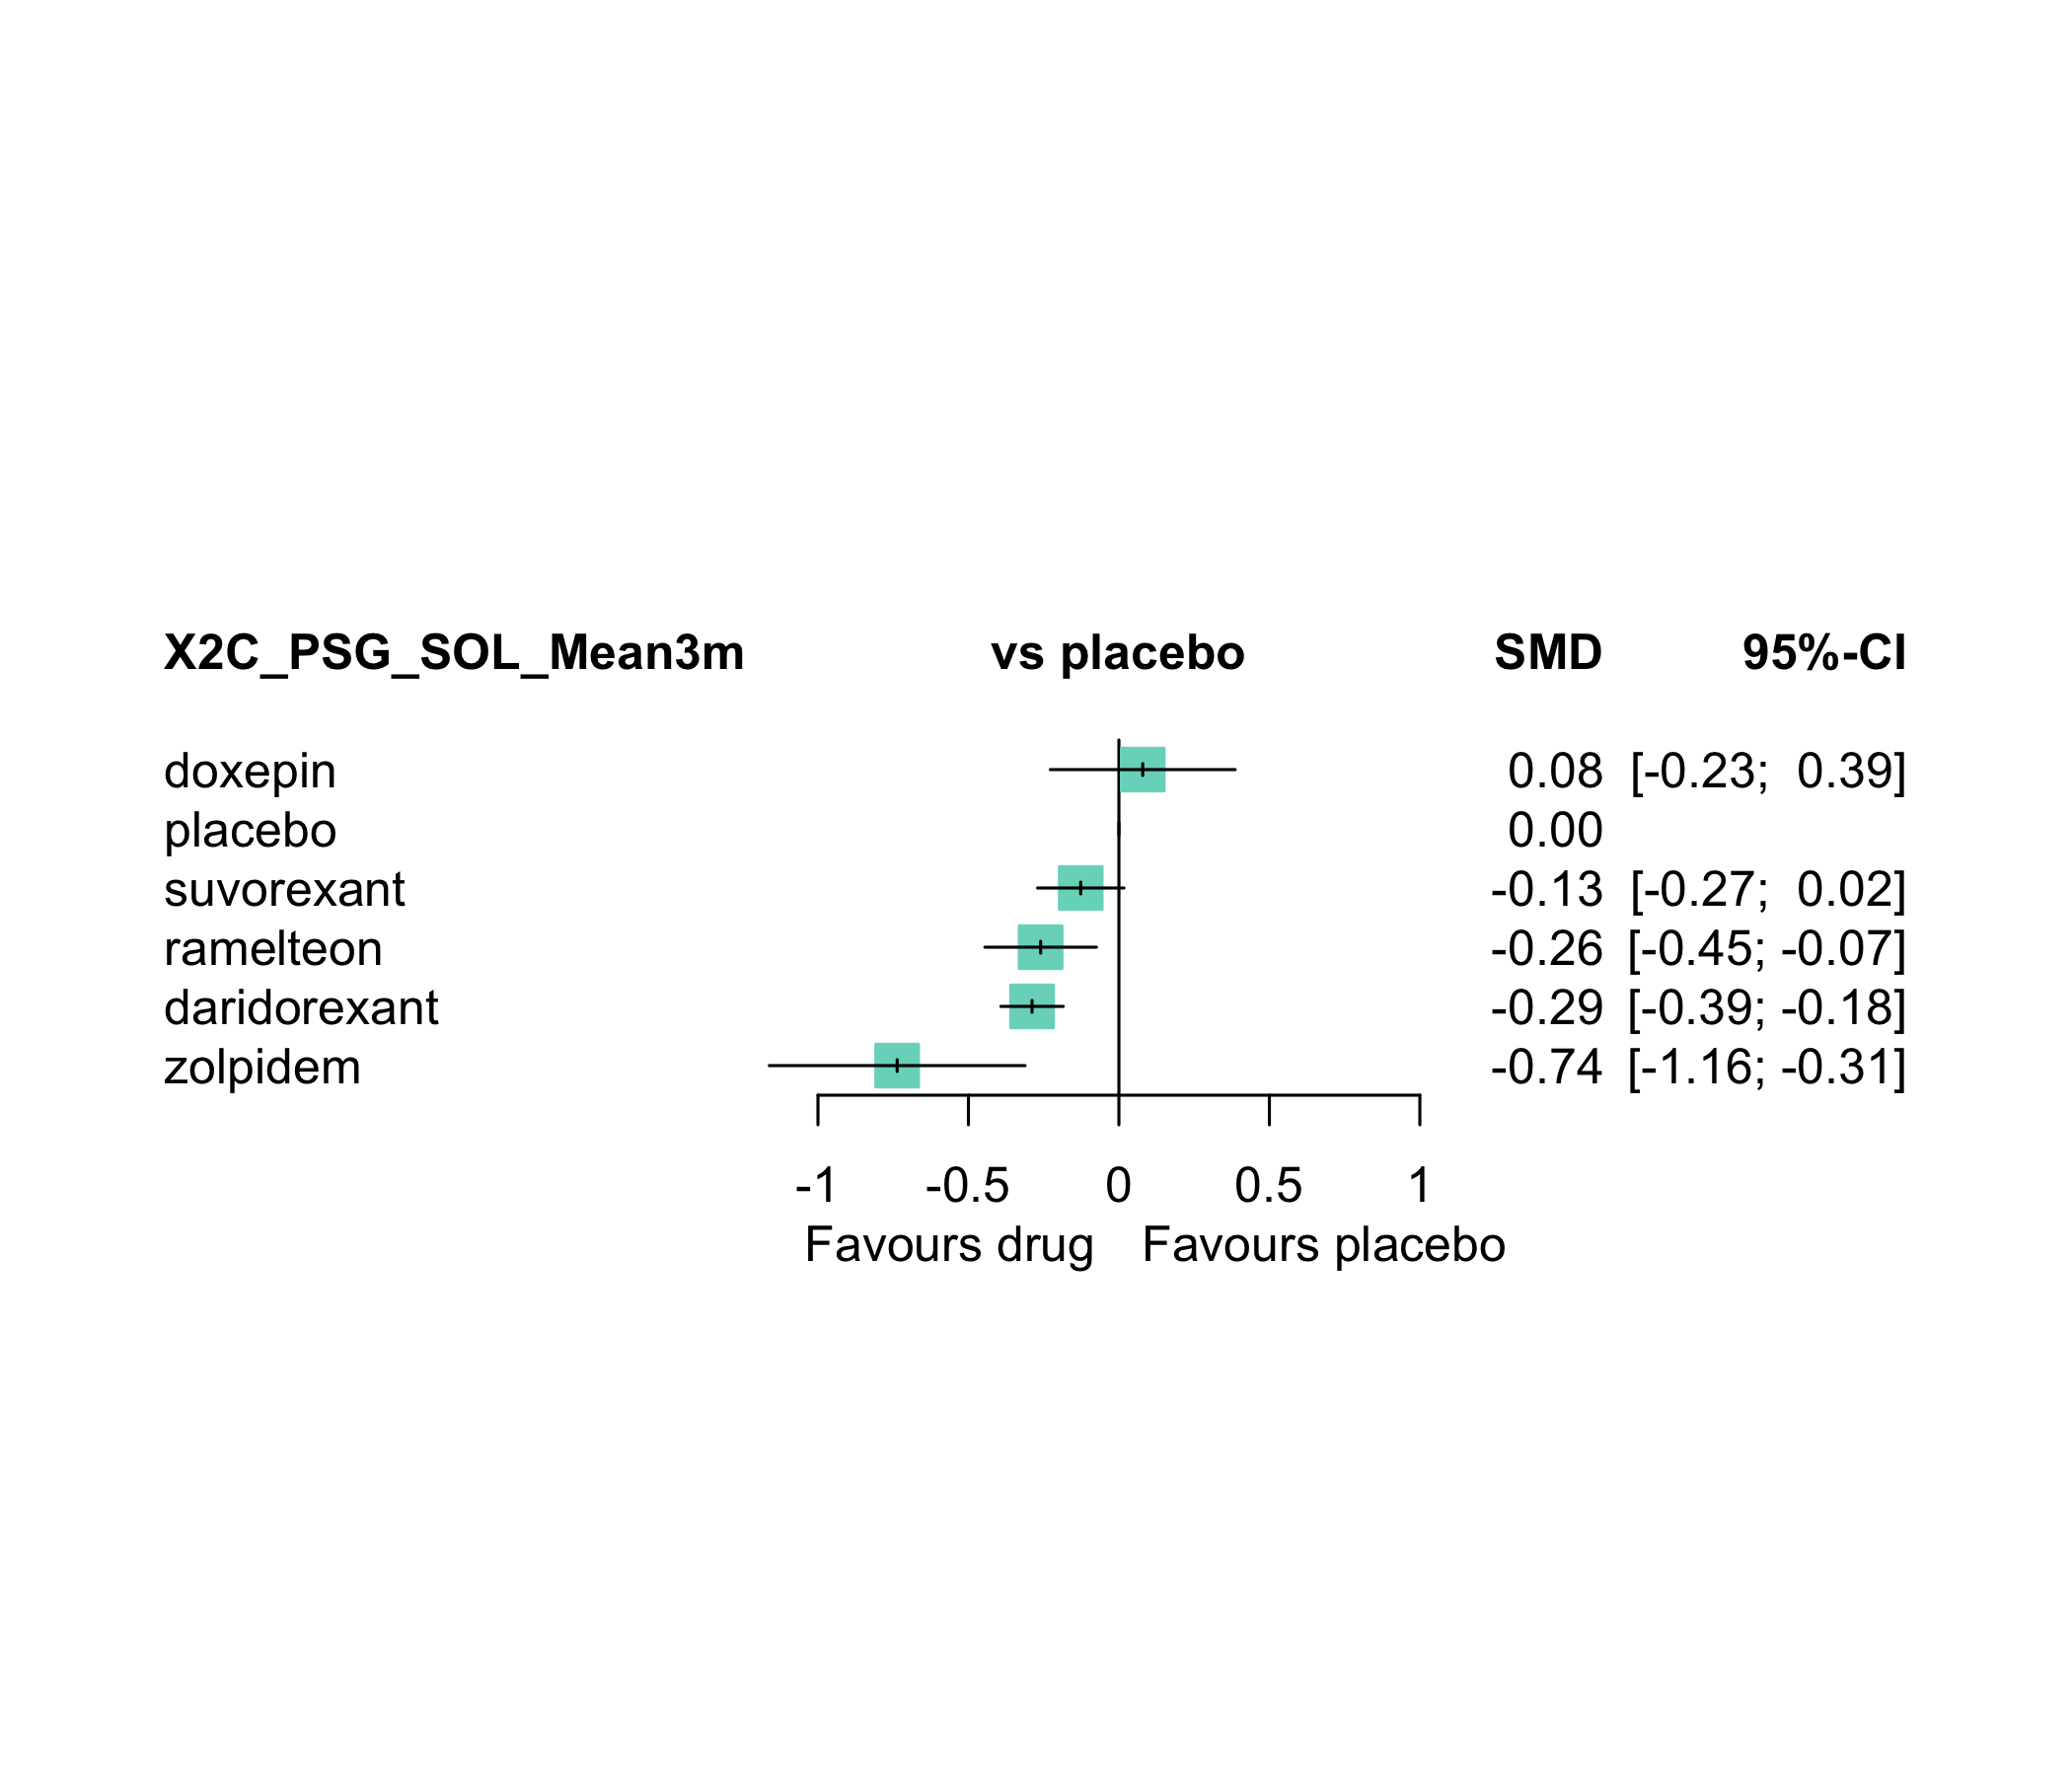 X2C_PSG_SOL_Mean3m vs placebo SMD 95%-CI
doxepin 0.08 [-0.23; 0.39]
placebo 0.00
suvorexant -0.13 [-0.27; 0.02]
ramelteon -0.26 [-0.45; -0.07]
daridorexant -0.29 [-0.39; -0.18]
zolpidem -0.74 [-1.16; -0.31]
-1 -0.5 0 0.5 1
Favours drug Favours placebo